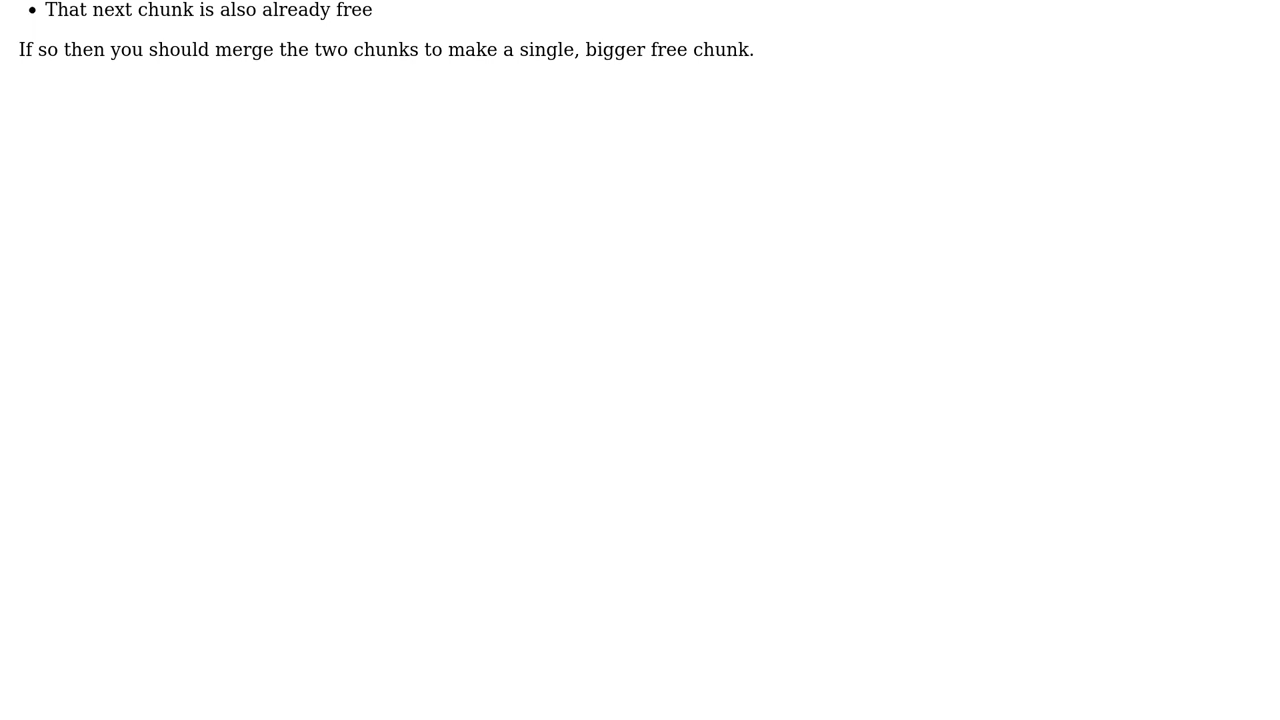 • That next chunk is also already free
If so then you should merge the two chunks to make a single, bigger free chunk.